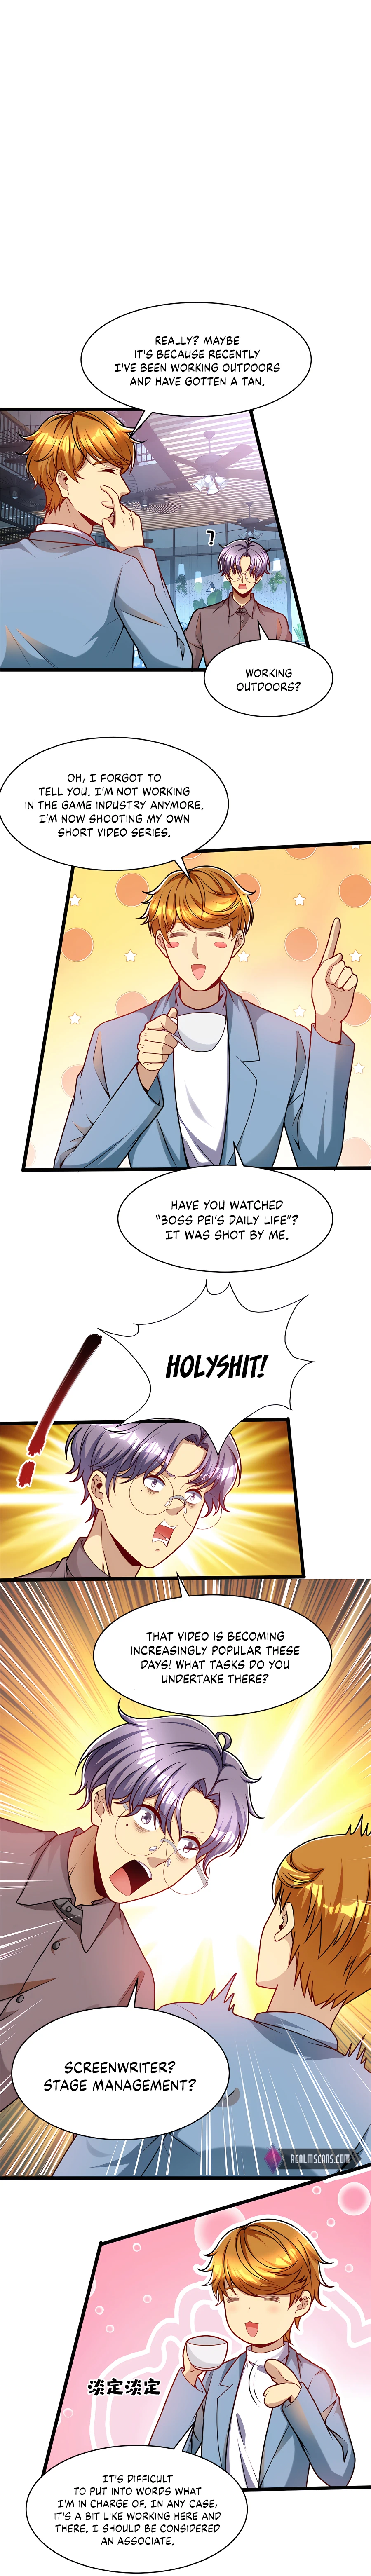 REALLY? MAYBE
IT'S BECAUSE RECENTLY
I'VE BEEN WORKING OUTDOORS
AND HAVE GOTTEN A TAN.
?
WORKING
OUTDOORS?
OH, I FORGOT TO
TELL YOU. I'M NOT WORKING
IN THE GAME INDUSTRY ANYMORE.
I'M NOW SHOOTING MY OWN
SHORT VIDEO SERIES.
HAVE YOU WATCHED
“BOSS PEI'S DAILY LIFE”?
IT WAS SHOT BY ME.
HOLYSHIT!
THAT VIDEO IS BECOMING
INCREASINGLY POPULAR THESE
DAYS! WHAT TASKS DO YOU
UNDERTAKE THERE?
SCREENWRITER?
STAGE MANAGEMENT?
REALMSCANS.COM
淡定淡定
IT'S DIFFICULT
TO PUT INTO WORDS WHAT
I'M IN CHARGE OF. IN ANY CASE,
IT'S A BIT LIKE WORKING HERE AND
THERE. I SHOULD BE CONSIDERED
AN ASSOCIATE.